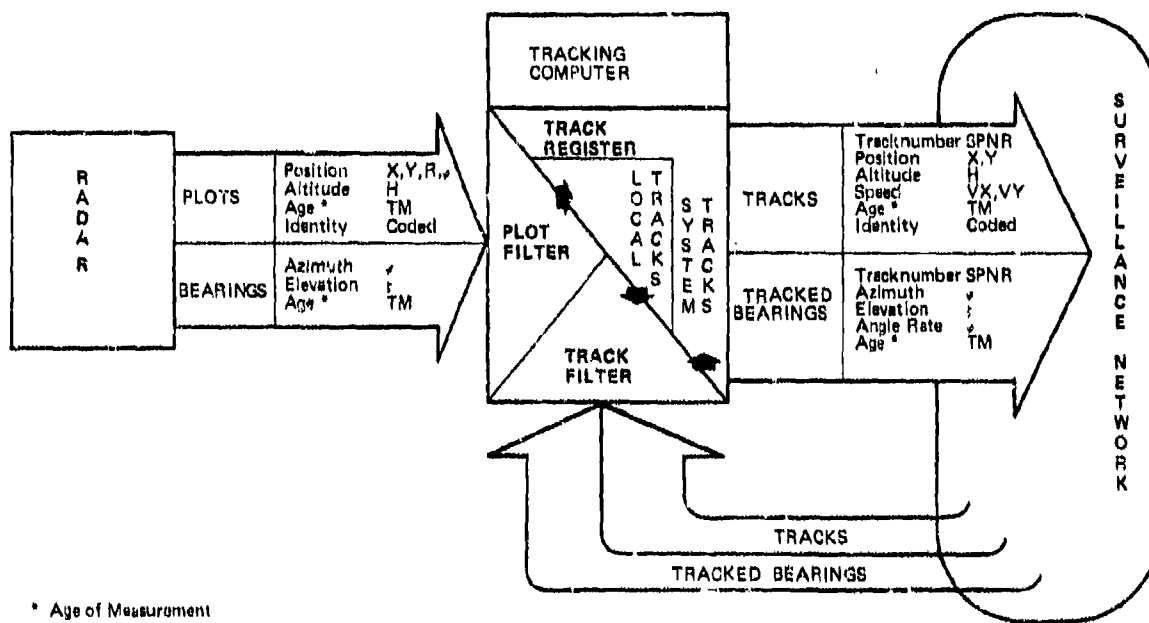 RADAR
PLOTS
Position X,Y,R,
Altitude H
Age * TM
Identity Coded
BEARINGS
Azimuth
Elevation
Age * TM
TRACKING
COMPUTER
TRACK
REGISTER
PLOT
FILTER
LOCAL
TRACKS
SYSTEM
TRACKS
TRACK
FILTER
TRACKS
Tracknumber SPNR
Position X,Y
Altitude H
Speed VX,VY
Age * TM
Identity Coded
TRACKED
BEARINGS
Tracknumber SPNR
Azimuth
Elevation
Angle Rate
Age * TM
SURVEILLANCE NETWORK
TRACKS
TRACKED BEARINGS
* Age of Measurement